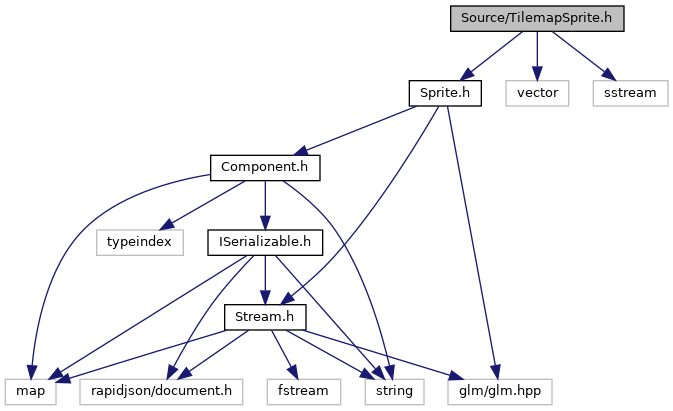 Source/TilemapSprite.h
Sprite.h
vector
sstream
Component.h
typeindex
ISerializable.h
Stream.h
map
rapidjson/document.h
fstream
string
glm/glm.hpp